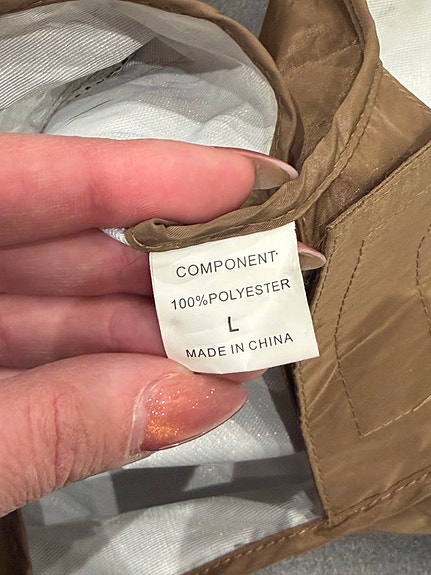 COMPONENT
100%POLYESTER
L
MADE IN CHINA